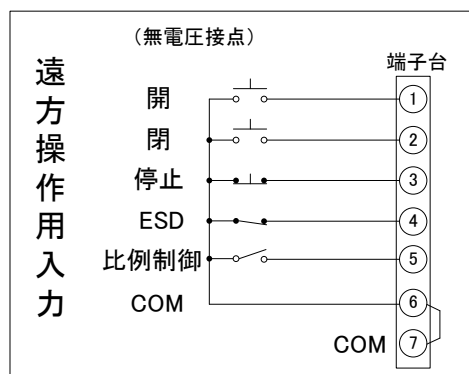 (無電圧接点)
端子台
遠方操作用入力
開 1
閉 2
停止 3
ESD 4
比例制御 5
COM 6
COM 7